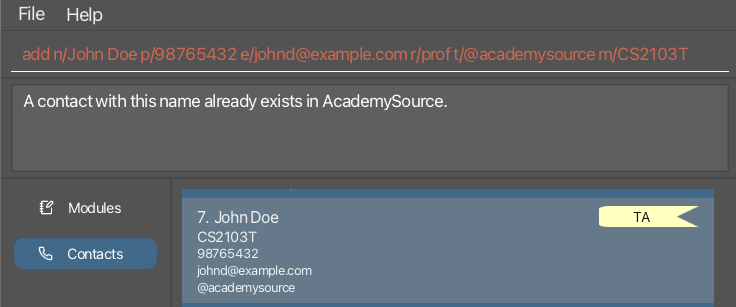 File Help
add n/John Doe p/98765432 e/johnd@example.com r/prof t/@academysource m/CS2103T
A contact with this name already exists in AcademySource.
Modules
Contacts
7. John Doe
TA
CS2103T
98765432
johnd@example.com
@academysource